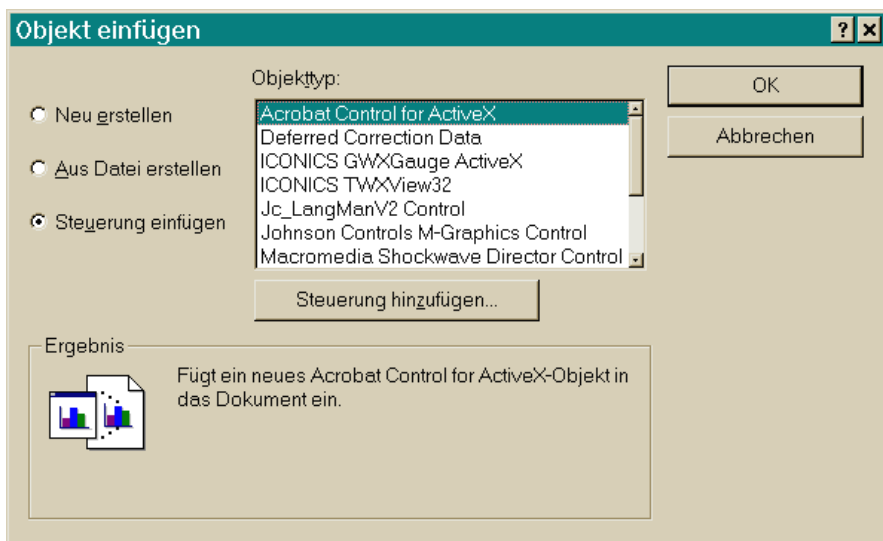 Objekt einfügen
Neu erstellen
Aus Datei erstellen
Steuerung einfügen
Objekttyp:
Acrobat Control for ActiveX
Deferred Correction Data
ICONICS GWXGauge ActiveX
ICONICS TWXView32
Jc_LangManV2 Control
Johnson Controls M-Graphics Control
Macromedia Shockwave Director Control
Steuerung hinzufügen...
OK
Abbrechen
Ergebnis
Fügt ein neues Acrobat Control for ActiveX-Objekt in
das Dokument ein.